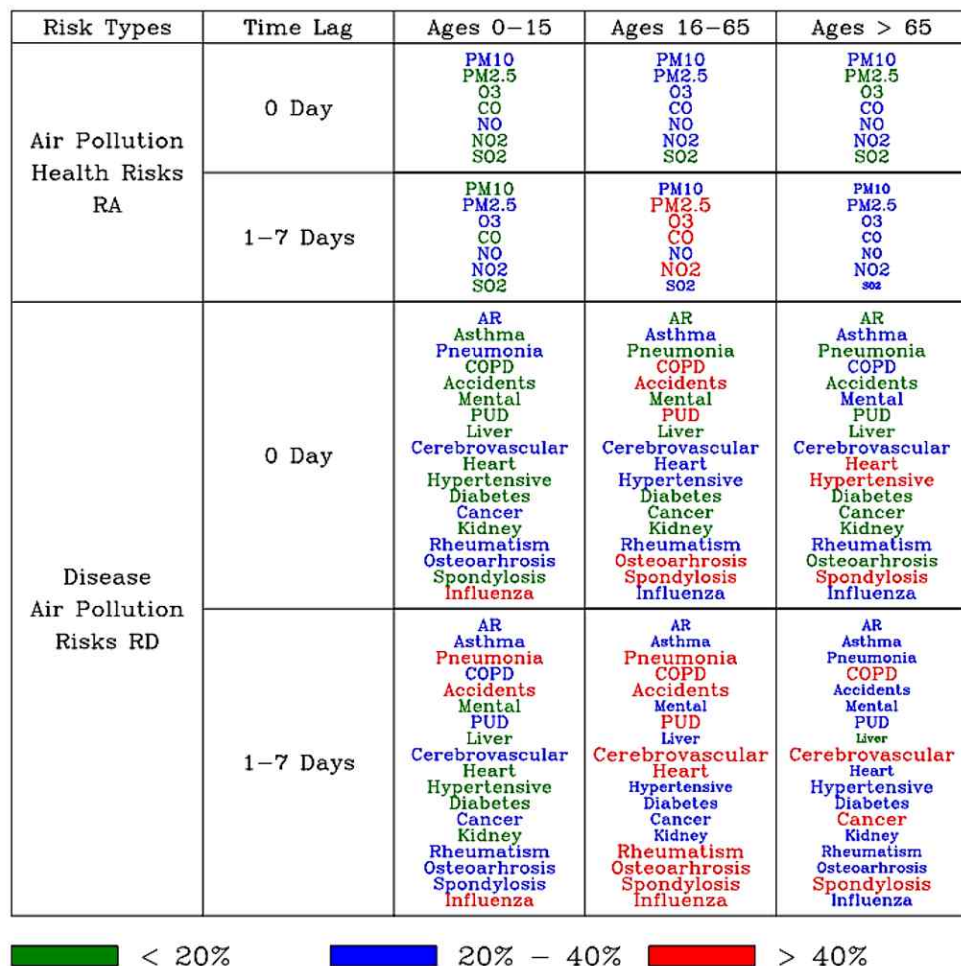 Risk Types Time Lag Ages 0-15 Ages 16-65 Ages > 65
Air Pollution
Health Risks
RA
0 Day
PM10
PM2.5
O3
CO
NO
NO2
SO2
PM10
PM2.5
O3
CO
NO
NO2
SO2
PM10
PM2.5
O3
CO
NO
NO2
SO2
1-7 Days
PM10
PM2.5
O3
CO
NO
NO2
SO2
PM10
PM2.5
O3
CO
NO
NO2
SO2
PM10
PM2.5
O3
CO
NO
NO2
SO2
Disease
Air Pollution
Risks RD
0 Day
AR
Asthma
Pneumonia
COPD
Accidents
Mental
PUD
Liver
Cerebrovascular
Heart
Hypertensive
Diabetes
Cancer
Kidney
Rheumatism
Osteoarhrosis
Spondylosis
Influenza
AR
Asthma
Pneumonia
COPD
Accidents
Mental
PUD
Liver
Cerebrovascular
Heart
Hypertensive
Diabetes
Cancer
Kidney
Rheumatism
Osteoarhrosis
Spondylosis
Influenza
AR
Asthma
Pneumonia
COPD
Accidents
Mental
PUD
Liver
Cerebrovascular
Heart
Hypertensive
Diabetes
Cancer
Kidney
Rheumatism
Osteoarhrosis
Spondylosis
Influenza
1-7 Days
AR
Asthma
Pneumonia
COPD
Accidents
Mental
PUD
Liver
Cerebrovascular
Heart
Hypertensive
Diabetes
Cancer
Kidney
Rheumatism
Osteoarhrosis
Spondylosis
Influenza
AR
Asthma
Pneumonia
COPD
Accidents
Mental
PUD
Liver
Cerebrovascular
Heart
Hypertensive
Diabetes
Cancer
Kidney
Rheumatism
Osteoarhrosis
Spondylosis
Influenza
AR
Asthma
Pneumonia
COPD
Accidents
Mental
PUD
Liver
Cerebrovascular
Heart
Hypertensive
Diabetes
Cancer
Kidney
Rheumatism
Osteoarhrosis
Spondylosis
Influenza
< 20% 20% - 40% > 40%